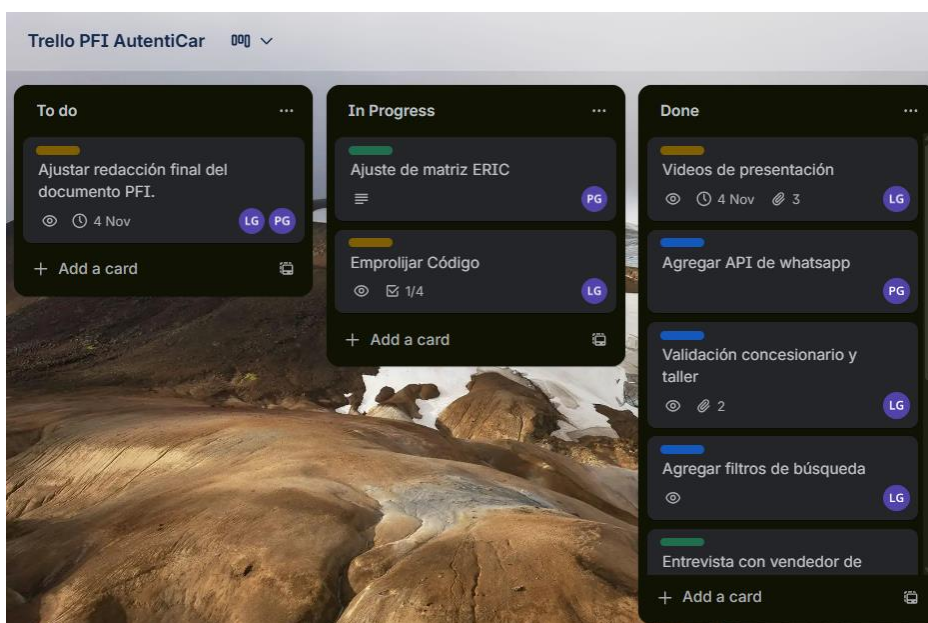 Trello PFI AutentiCar
To do
Ajustar redacción final del
documento PFI.
4 Nov
LG PG
+ Add a card
In Progress
Ajuste de matriz ERIC
PG
Emprolijar Código
1/4
LG
+ Add a card
Done
Videos de presentación
4 Nov 3
LG
Agregar API de whatsapp
PG
Validación concesionario y
taller
2
LG
Agregar filtros de búsqueda
LG
Entrevista con vendedor de
+ Add a card